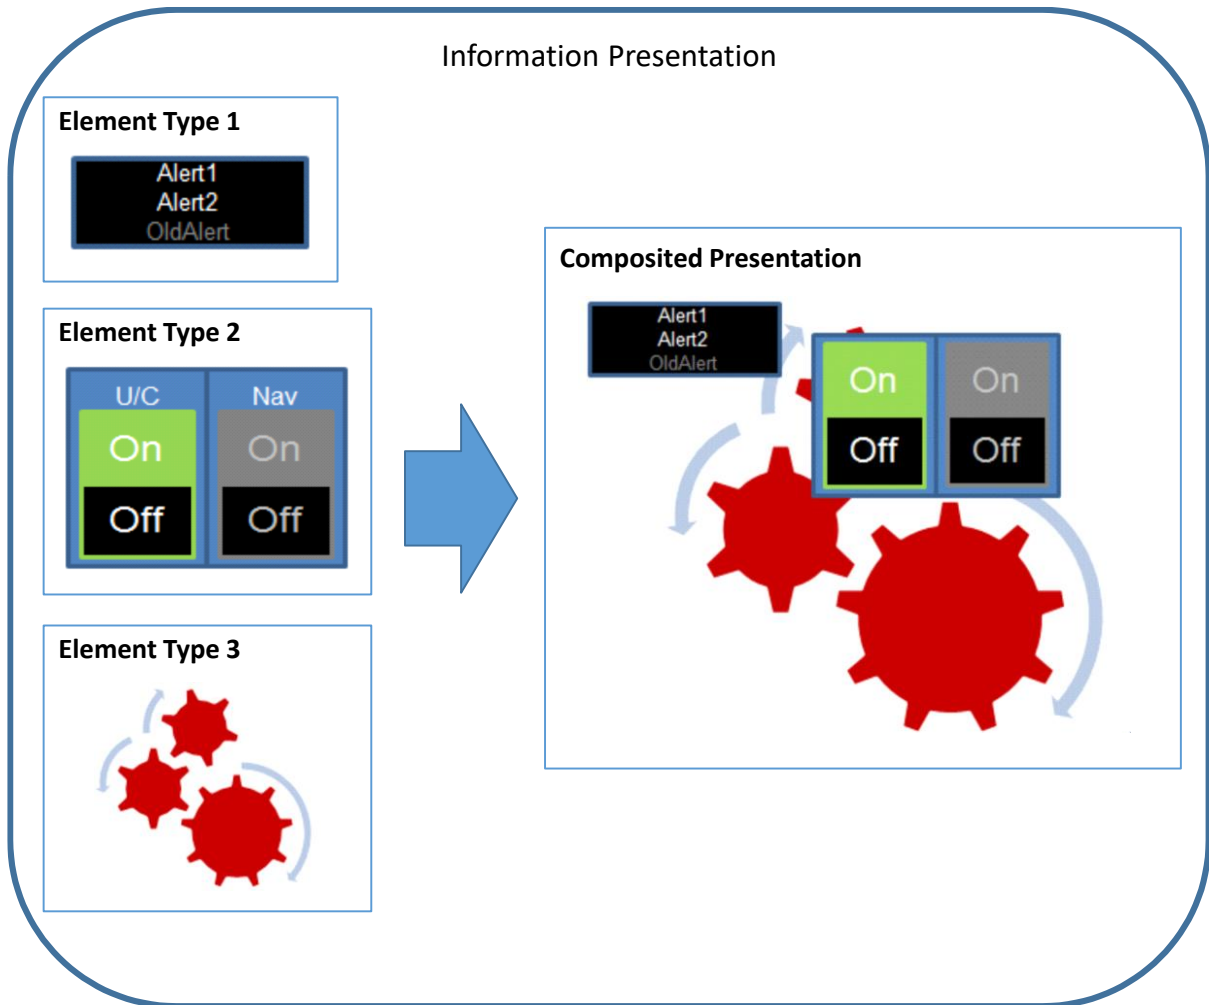 Information Presentation
Element Type 1
Alert1
Alert2
OldAlert
Element Type 2
U/C Nav
On On
Off Off
Element Type 3
Composited Presentation
Alert1
Alert2
OldAlert
On On
Off Off